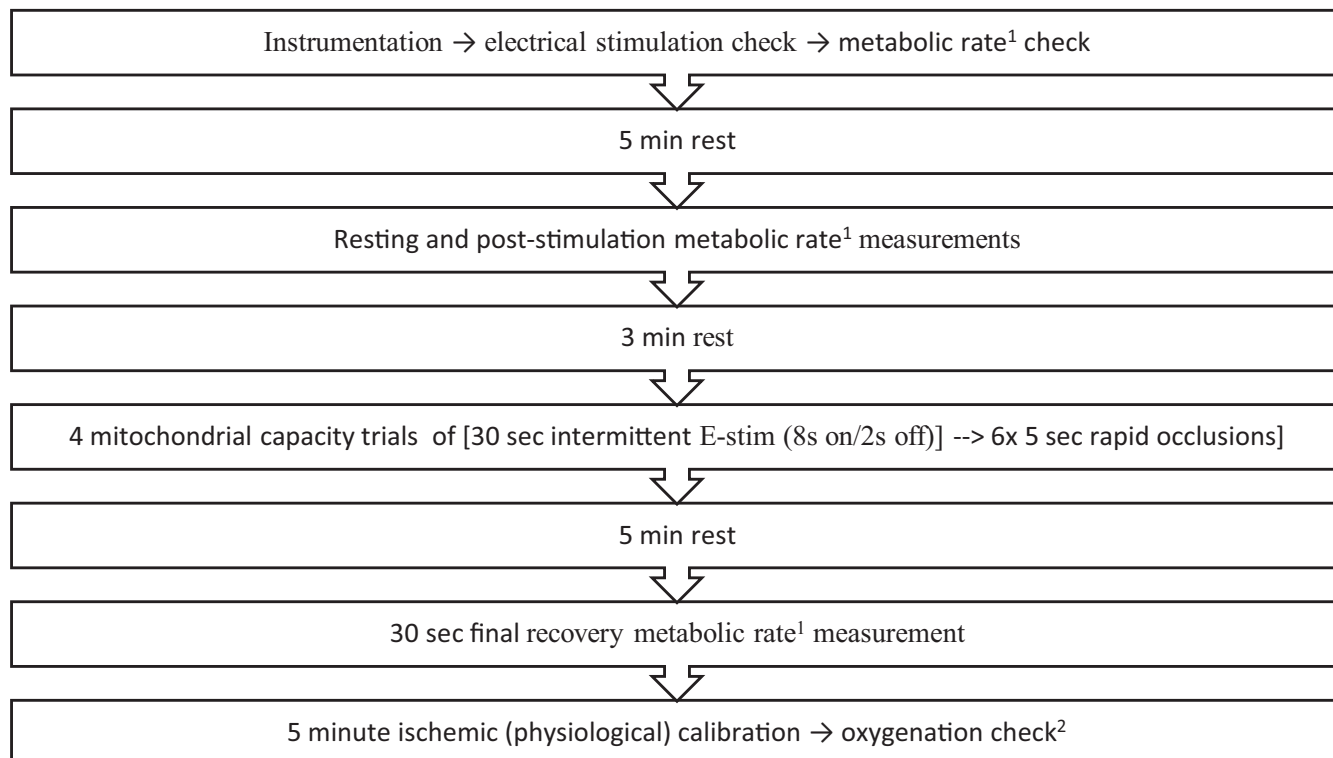 Instrumentation → electrical stimulation check → metabolic rate¹ check
5 min rest
Resting and post-stimulation metabolic rate¹ measurements
3 min rest
4 mitochondrial capacity trials of [30 sec intermittent E-stim (8s on/2s off)] --> 6x 5 sec rapid occlusions]
5 min rest
30 sec final recovery metabolic rate¹ measurement
5 minute ischemic (physiological) calibration → oxygenation check²